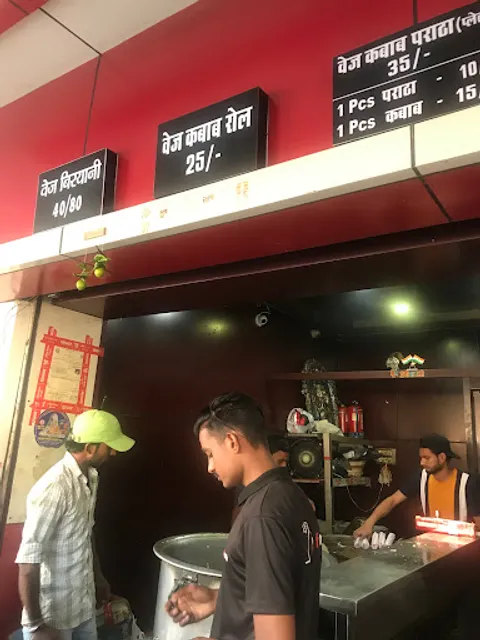 वेज बिरयानी
40/80
वेज कबाब रोल
25/-
वेज कबाब पराठा (प्ले
35/-
1 Pcs पराठा - 10/
1 Pcs कबाब - 15/